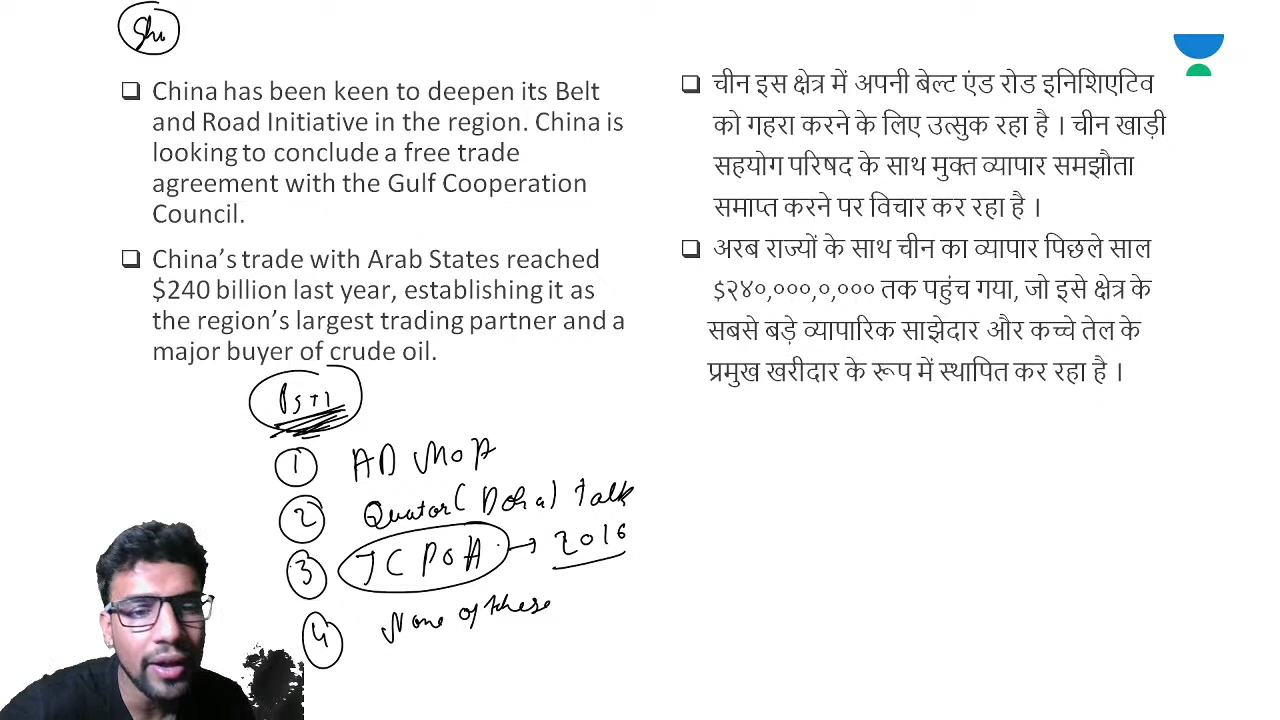 ❑ China has been keen to deepen its Belt
and Road Initiative in the region. China is
looking to conclude a free trade
agreement with the Gulf Cooperation
Council.
❑ China’s trade with Arab States reached
$240 billion last year, establishing it as
the region’s largest trading partner and a
major buyer of crude oil.
P5+1
1 AD MOP
2 Quator (Doha) Talk
3 JCPOA → 2016
4 None of these
❑ चीन इस क्षेत्र में अपनी बेल्ट एंड रोड इनिशिएटिव
को गहरा करने के लिए उत्सुक रहा है । चीन खाड़ी
सहयोग परिषद के साथ मुक्त व्यापार समझौता
समाप्त करने पर विचार कर रहा है ।
❑ अरब राज्यों के साथ चीन का व्यापार पिछले साल
$२४०,०००,०,००० तक पहुंच गया, जो इसे क्षेत्र के
सबसे बड़े व्यापारिक साझेदार और कच्चे तेल के
प्रमुख खरीदार के रूप में स्थापित कर रहा है ।